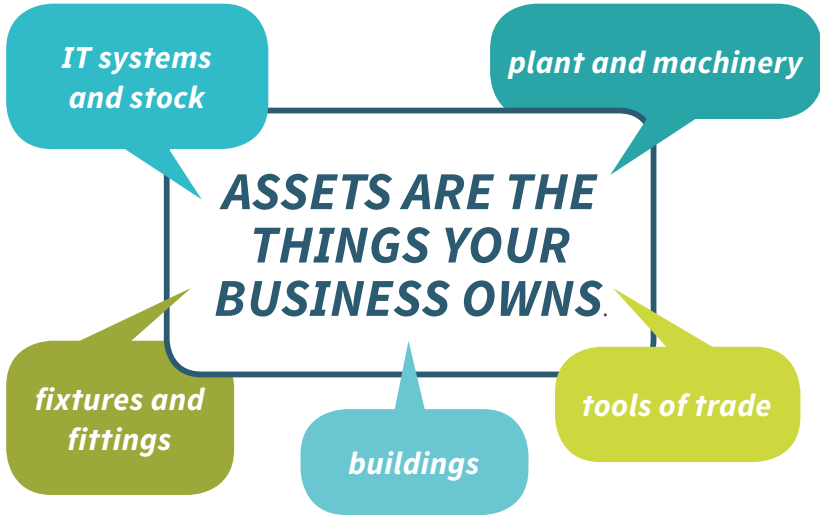 IT systems
and stock
plant and machinery
ASSETS ARE THE
THINGS YOUR
BUSINESS OWNS.
fixtures and
fittings
buildings
tools of trade